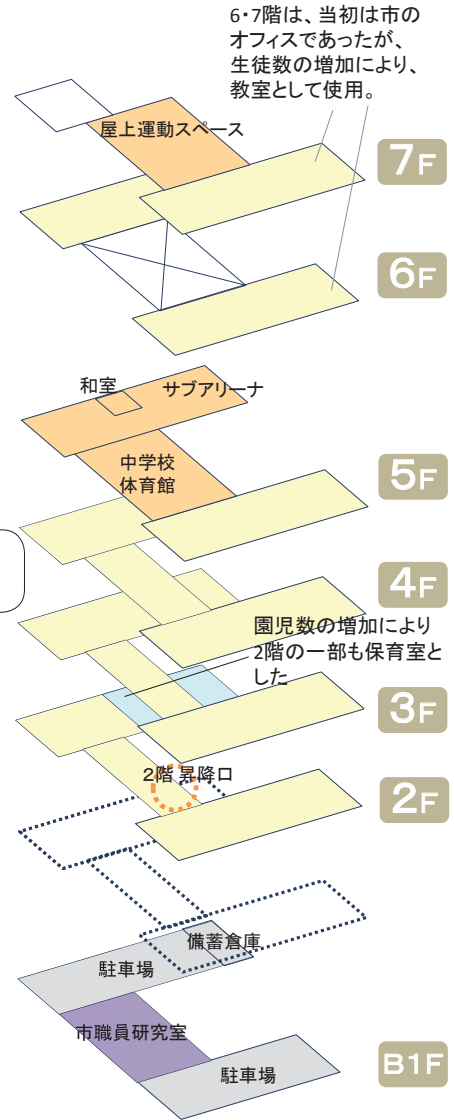 6・7階は、当初は市の
オフィスであったが、
生徒数の増加により、
教室として使用。
屋上運動スペース
7F
6F
和室
サブアリーナ
中学校
体育館
5F
4F
園児数の増加により
2階の一部も保育室と
した
3F
2階 昇降口
2F
備蓄倉庫
駐車場
市職員研究室
駐車場
B1F